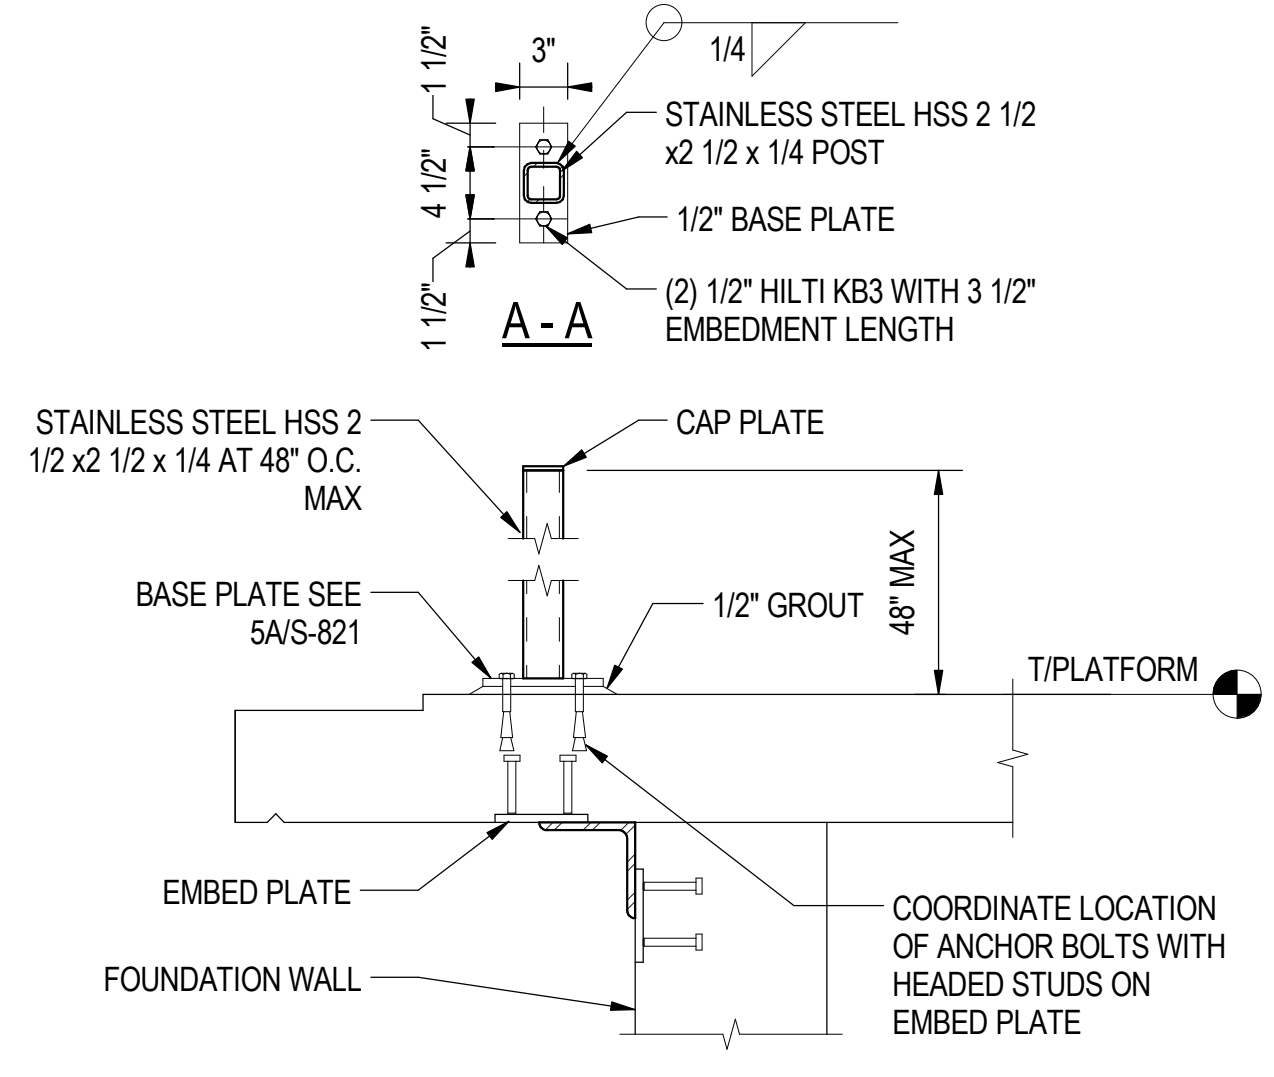 1 1/2"
3"
1/4
4 1/2"
1 1/2"
STAINLESS STEEL HSS 2 1/2
x2 1/2 x 1/4 POST
1/2" BASE PLATE
(2) 1/2" HILTI KB3 WITH 3 1/2"
EMBEDMENT LENGTH
A - A
STAINLESS STEEL HSS 2
1/2 x2 1/2 x 1/4 AT 48" O.C.
MAX
CAP PLATE
48" MAX
BASE PLATE SEE
5A/S-821
1/2" GROUT
T/PLATFORM
EMBED PLATE
FOUNDATION WALL
COORDINATE LOCATION
OF ANCHOR BOLTS WITH
HEADED STUDS ON
EMBED PLATE